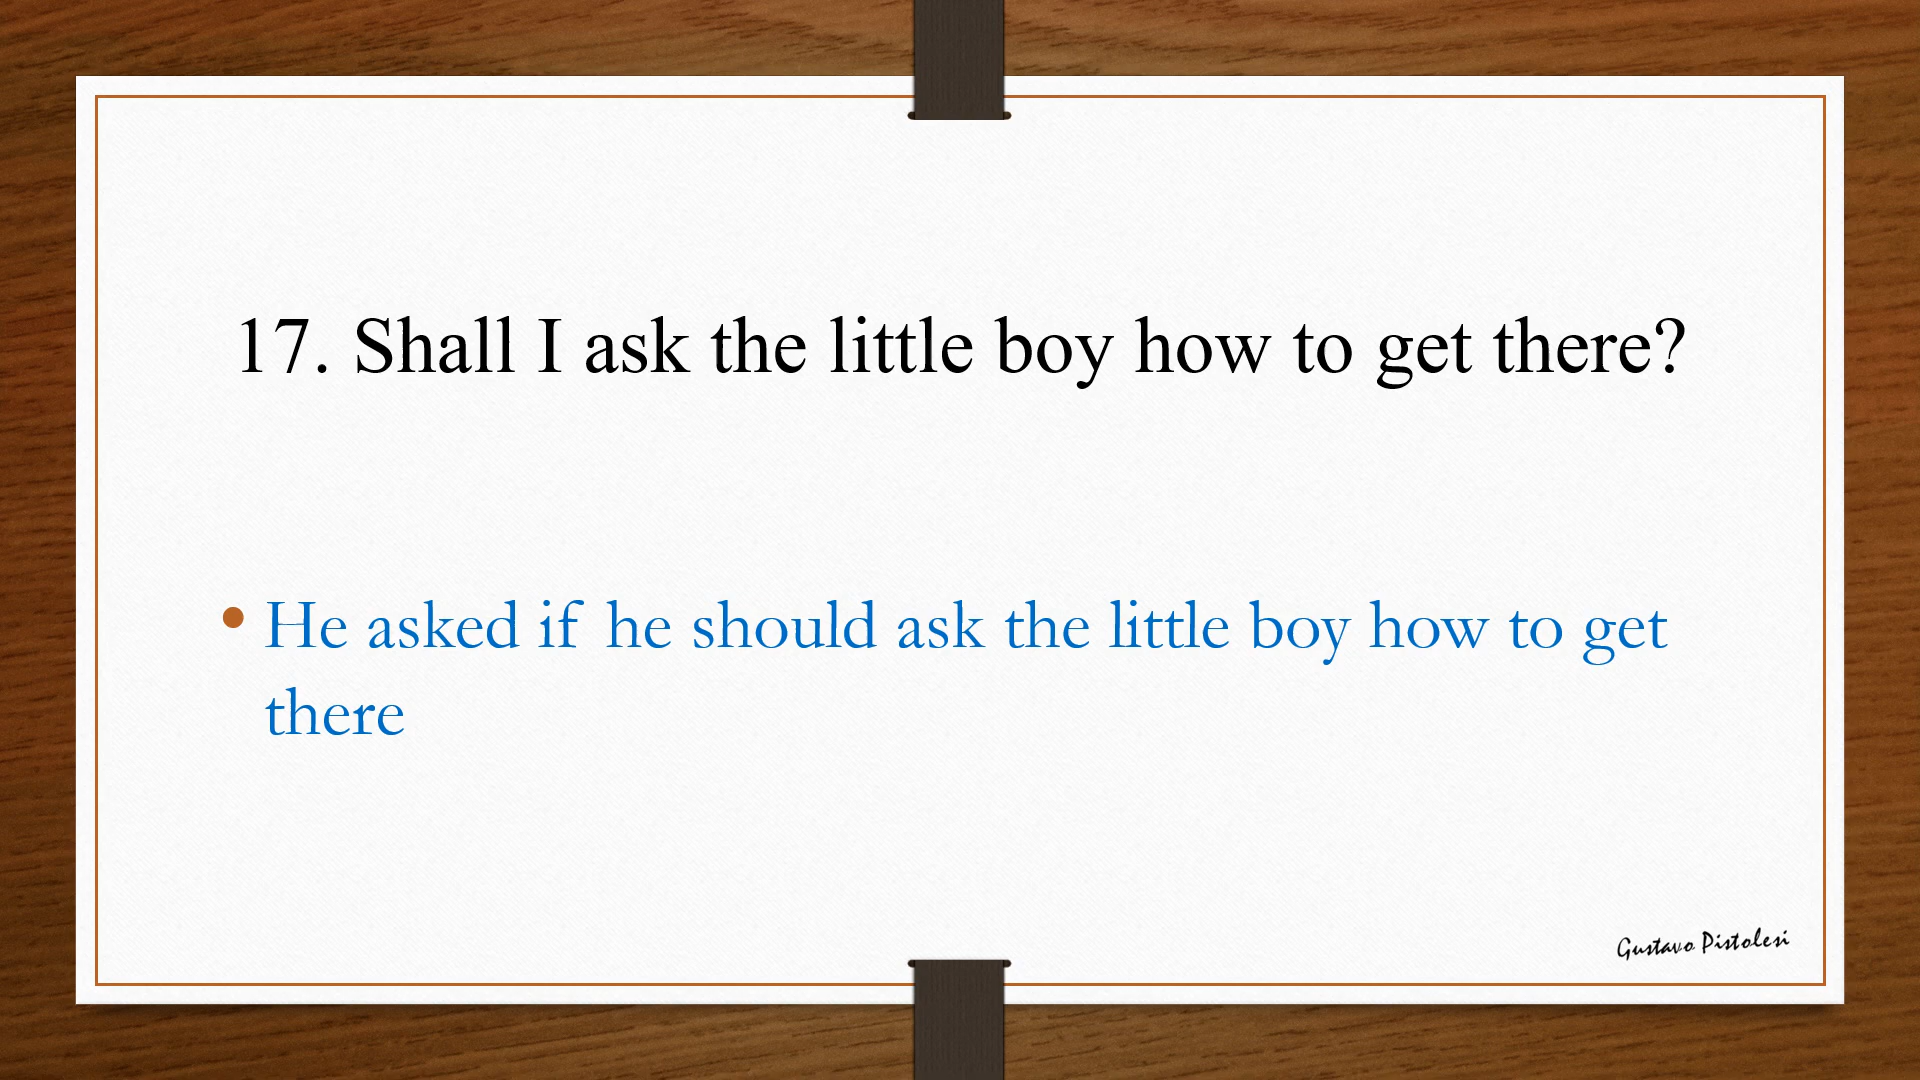 17. Shall I ask the little boy how to get there?
• He asked if he should ask the little boy how to get
there
Gustavo Pistolesi